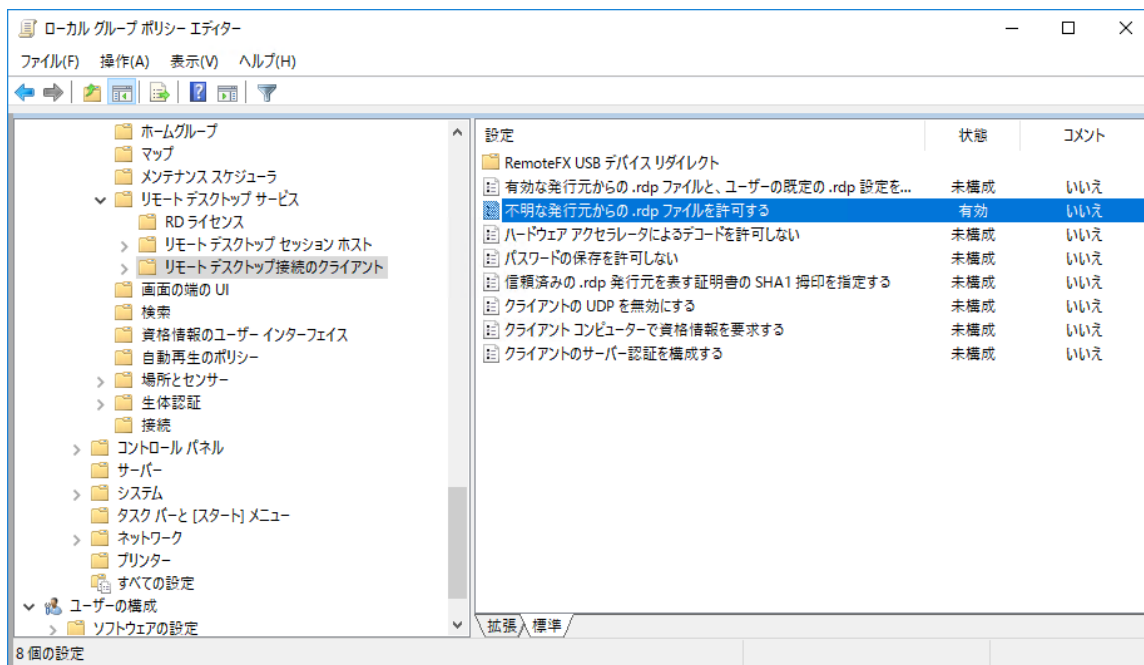 ローカル グループ ポリシー エディター
ファイル(F) 操作(A) 表示(V) ヘルプ(H)
ホームグループ
マップ
メンテナンス スケジューラ
リモート デスクトップ サービス
RD ライセンス
リモート デスクトップ セッション ホスト
リモート デスクトップ接続のクライアント
画面の端の UI
検索
資格情報のユーザー インターフェイス
自動再生のポリシー
場所とセンサー
生体認証
接続
コントロール パネル
サーバー
システム
タスク バーと [スタート] メニュー
ネットワーク
プリンター
すべての設定
ユーザーの構成
ソフトウェアの設定
設定 状態 コメント
RemoteFX USB デバイス リダイレクト
有効な発行元からの .rdp ファイルと、ユーザーの既定の .rdp 設定を... 未構成 いいえ
不明な発行元からの .rdp ファイルを許可する 有効 いいえ
ハードウェア アクセラレータによるデコードを許可しない 未構成 いいえ
パスワードの保存を許可しない 未構成 いいえ
信頼済みの .rdp 発行元を表す証明書の SHA1 拇印を指定する 未構成 いいえ
クライアントの UDP を無効にする 未構成 いいえ
クライアント コンピューターで資格情報を要求する 未構成 いいえ
クライアントのサーバー認証を構成する 未構成 いいえ
拡張 標準
8 個の設定